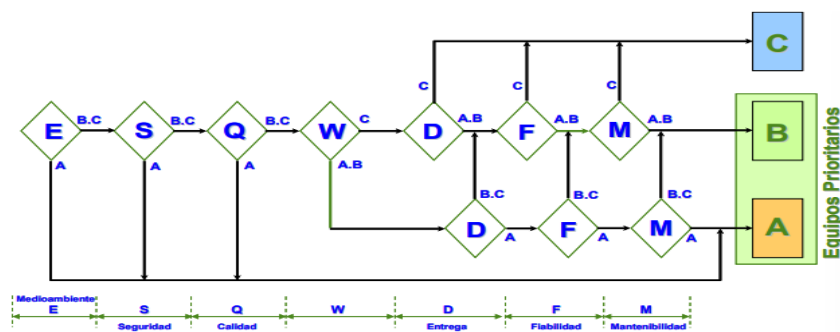 C
C
C
C
E
B.C
S
B.C
Q
B.C
W
C
D
A.B
F
A.B
M
A.B
B
A
A
A
A.B
B.C
B.C
B.C
D
A
F
A
M
A
A
Equipos Prioritarios
Medioambiente
E
S
Q
W
D
F
M
Seguridad
Calidad
Entrega
Fiabilidad
Mantenibilidad